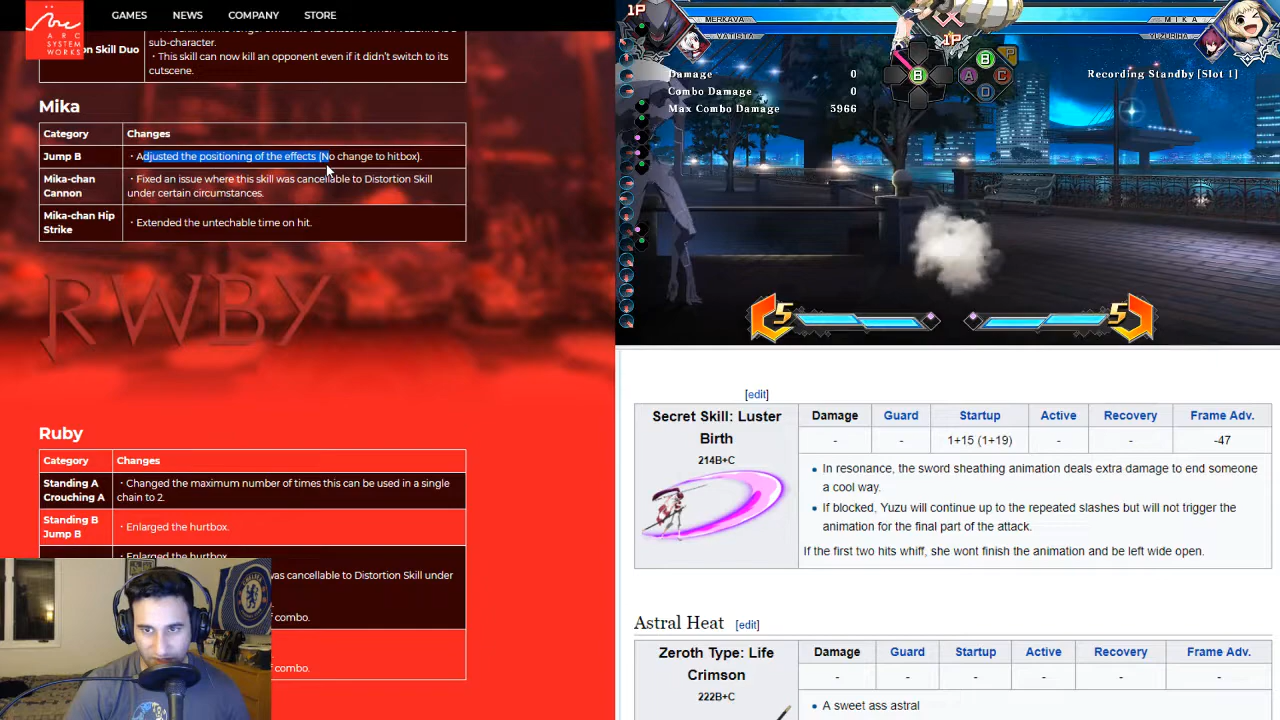 ARC
SYSTEM
WORKS
GAMES NEWS COMPANY STORE
on Skill Duo
sub-character.
・This skill can now kill an opponent even if it didn't switch to its
cutscene.
Mika
Category Changes
Jump B ・Adjusted the positioning of the effects (No change to hitbox).
Mika-chan
Cannon
・Fixed an issue where this skill was cancellable to Distortion Skill
under certain circumstances.
Mika-chan Hip
Strike
・Extended the untechable time on hit.
RWBY
Ruby
Category Changes
Standing A
Crouching A
・Changed the maximum number of times this can be used in a single
chain to 2.
Standing B
Jump B
・Enlarged the hurtbox.
・Enlarged the hurtbox.
was cancellable to Distortion Skill under
of combo.
of combo.
1P
MERKAVA
VATISTA
MIKA
YUZURIHA
1P
Damage 0
Combo Damage 0
Max Combo Damage 5966
B
B
P
A
C
D
Recording Standby [Slot 1]
5
5
[edit]
Secret Skill: Luster
Birth
214B+C
Damage Guard Startup Active Recovery Frame Adv.
- - 1+15 (1+19) - - -47
In resonance, the sword sheathing animation deals extra damage to end someone
a cool way.
If blocked, Yuzu will continue up to the repeated slashes but will not trigger the
animation for the final part of the attack.
If the first two hits whiff, she wont finish the animation and be left wide open.
Astral Heat [edit]
Zeroth Type: Life
Crimson
222B+C
Damage Guard Startup Active Recovery Frame Adv.
- - - - - -
A sweet ass astral
CHELSEA